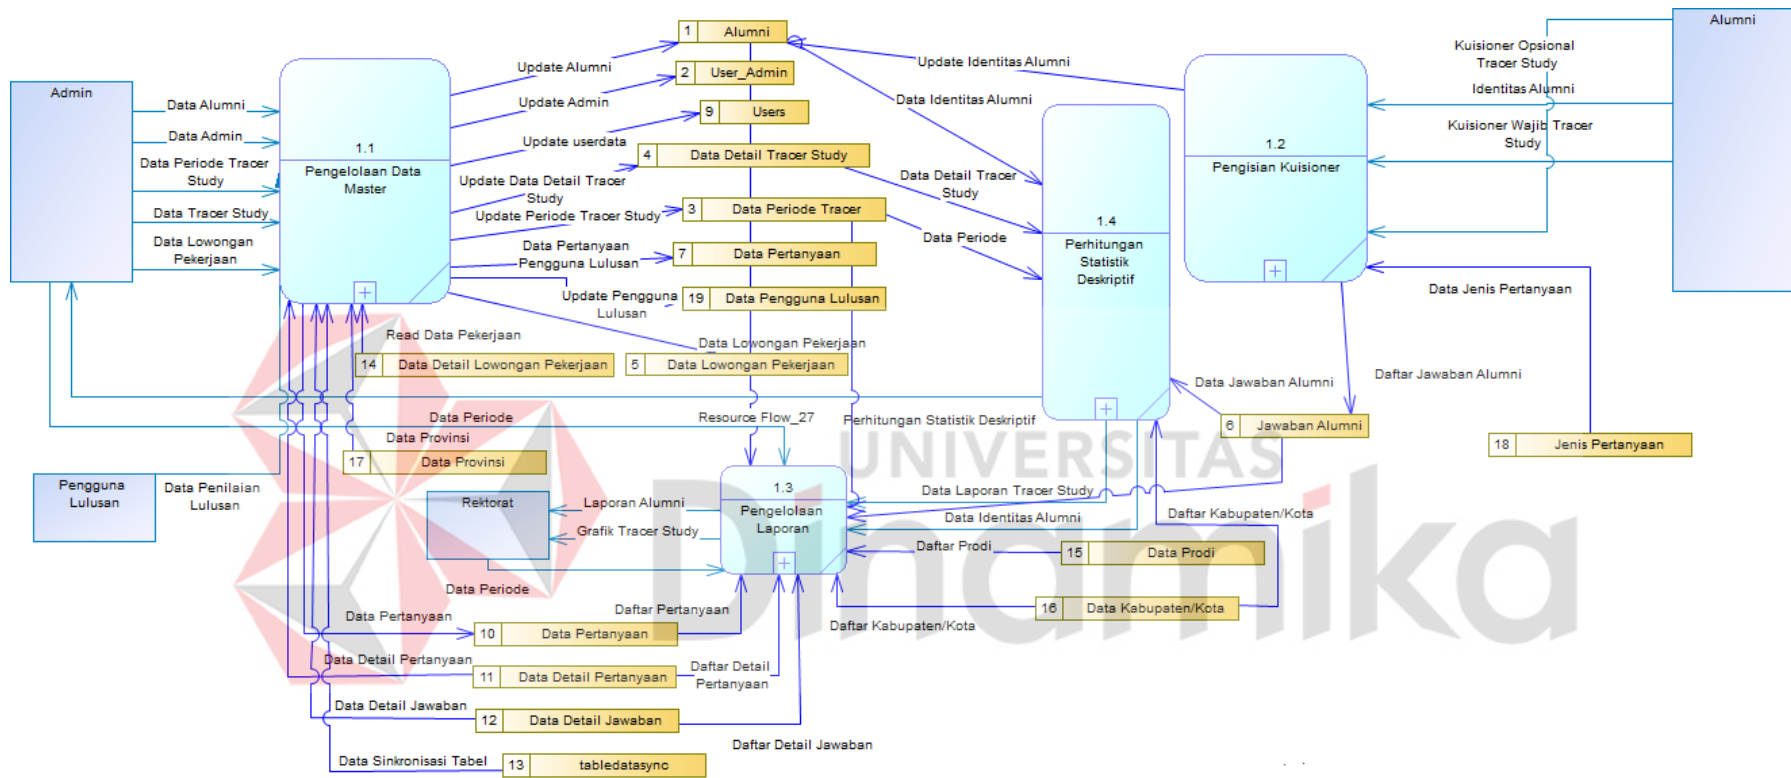 1 Alumni
Alumni
Kuisioner Opsional
Tracer Study
Update Alumni
2 User_Admin
Update Identitas Alumni
Admin
Identitas Alumni
Data Alumni
Update Admin
Data Identitas Alumni
9 Users
Kuisioner Wajib Tracer
Study
Data Admin
Update userdata
1.1
Pengelolaan Data
Master
1.2
Pengisian Kuisioner
4 Data Detail Tracer Study
Data Periode Tracer
Study
Update Data Detail Tracer
Study
Data Detail Tracer
Study
Data Tracer Study
Update Periode Tracer Study
3 Data Periode Tracer
1.4
Perhitungan
Statistik
Deskriptif
Data Lowongan
Pekerjaan
Data Pertanyaan
Pengguna Lulusan
7 Data Pertanyaan
Data Periode
Update Pengguna
Lulusan
19 Data Pengguna Lulusan
Data Jenis Pertanyaan
Read Data Pekerjaan
Data Lowongan Pekerjaan
14 Data Detail Lowongan Pekerjaan
5 Data Lowongan Pekerjaan
Data Jawaban Alumni
Daftar Jawaban Alumni
Data Periode
Resource Flow_27
Perhitungan Statistik Deskriptif
6 Jawaban Alumni
Data Provinsi
18 Jenis Pertanyaan
17 Data Provinsi
UNIVERSITAS
Dinamika
Pengguna
Lulusan
Data Penilaian
Lulusan
Rektorat
Laporan Alumni
1.3
Pengelolaan
Laporan
Data Laporan Tracer Study
Grafik Tracer Study
Data Identitas Alumni
Daftar Kabupaten/Kota
Daftar Prodi
15 Data Prodi
Data Periode
Data Pertanyaan
Daftar Pertanyaan
16 Data Kabupaten/Kota
10 Data Pertanyaan
Daftar Kabupaten/Kota
Data Detail Pertanyaan
11 Data Detail Pertanyaan
Daftar Detail
Pertanyaan
Data Detail Jawaban
12 Data Detail Jawaban
Daftar Detail Jawaban
Data Sinkronisasi Tabel
13 tabledatasync